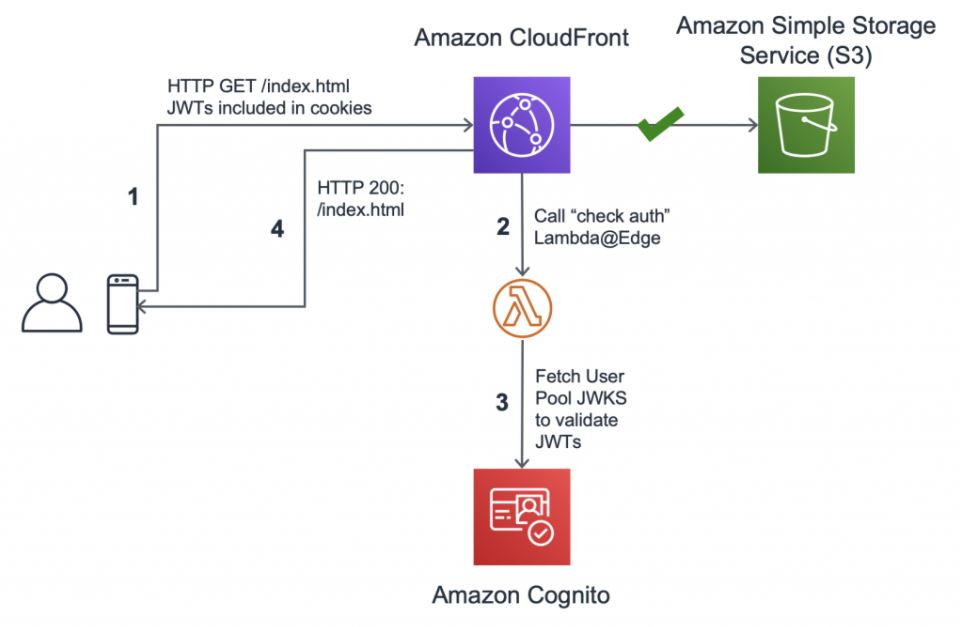 Amazon CloudFront
Amazon Simple Storage
Service (S3)
HTTP GET /index.html
JWTs included in cookies
1
HTTP 200:
/index.html
4
2
Call “check auth”
Lambda@Edge
3
Fetch User
Pool JWKS
to validate
JWTs
Amazon Cognito